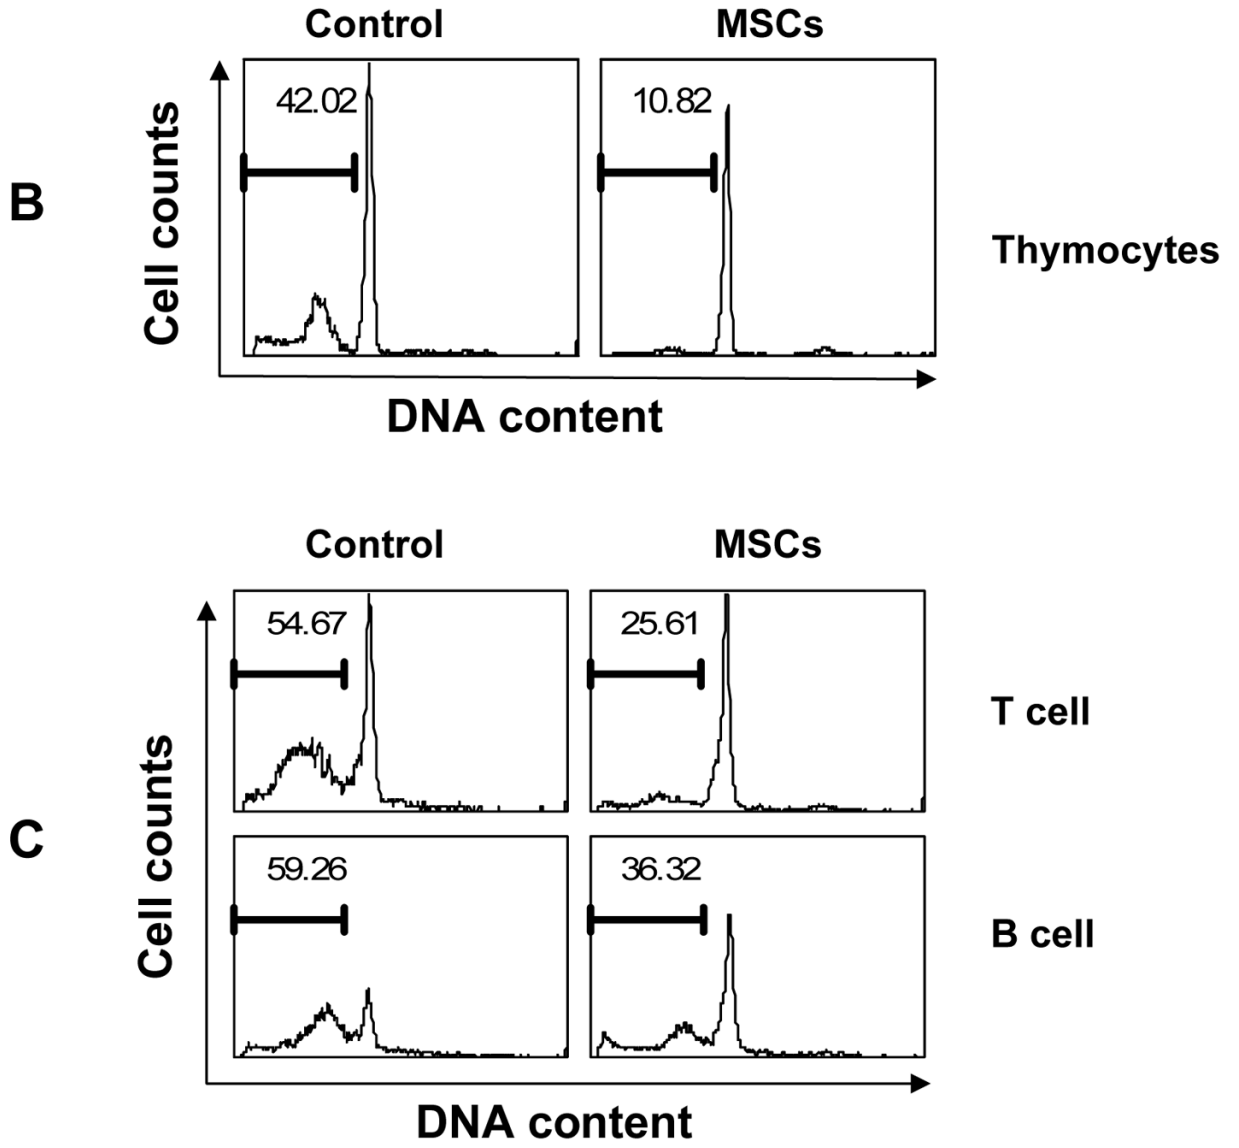 Control MSCs
42.02 10.82
B
Cell counts
Thymocytes
DNA content
Control MSCs
54.67 25.61
T cell
C
Cell counts
59.26 36.32
B cell
DNA content